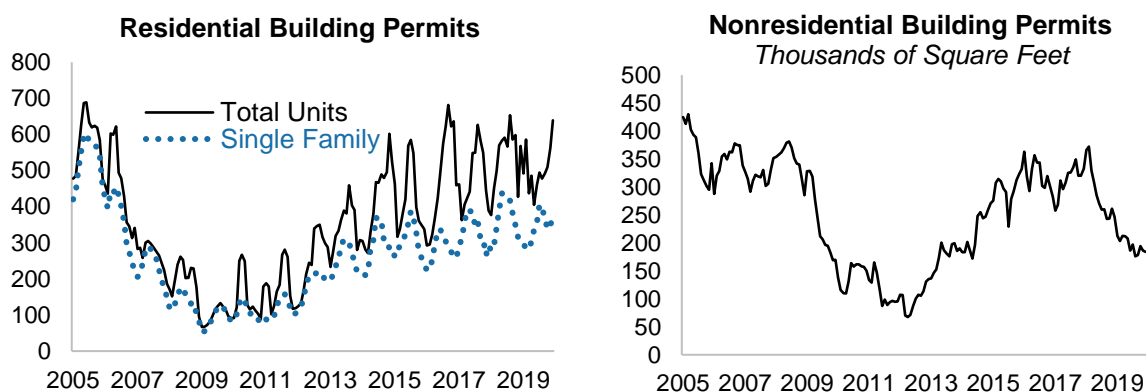 Residential Building Permits
800
700
600
500
400
300
200
100
0
Total Units
Single Family
2005 2007 2009 2011 2013 2015 2017 2019
Nonresidential Building Permits
Thousands of Square Feet
500
450
400
350
300
250
200
150
100
50
0
2005 2007 2009 2011 2013 2015 2017 2019